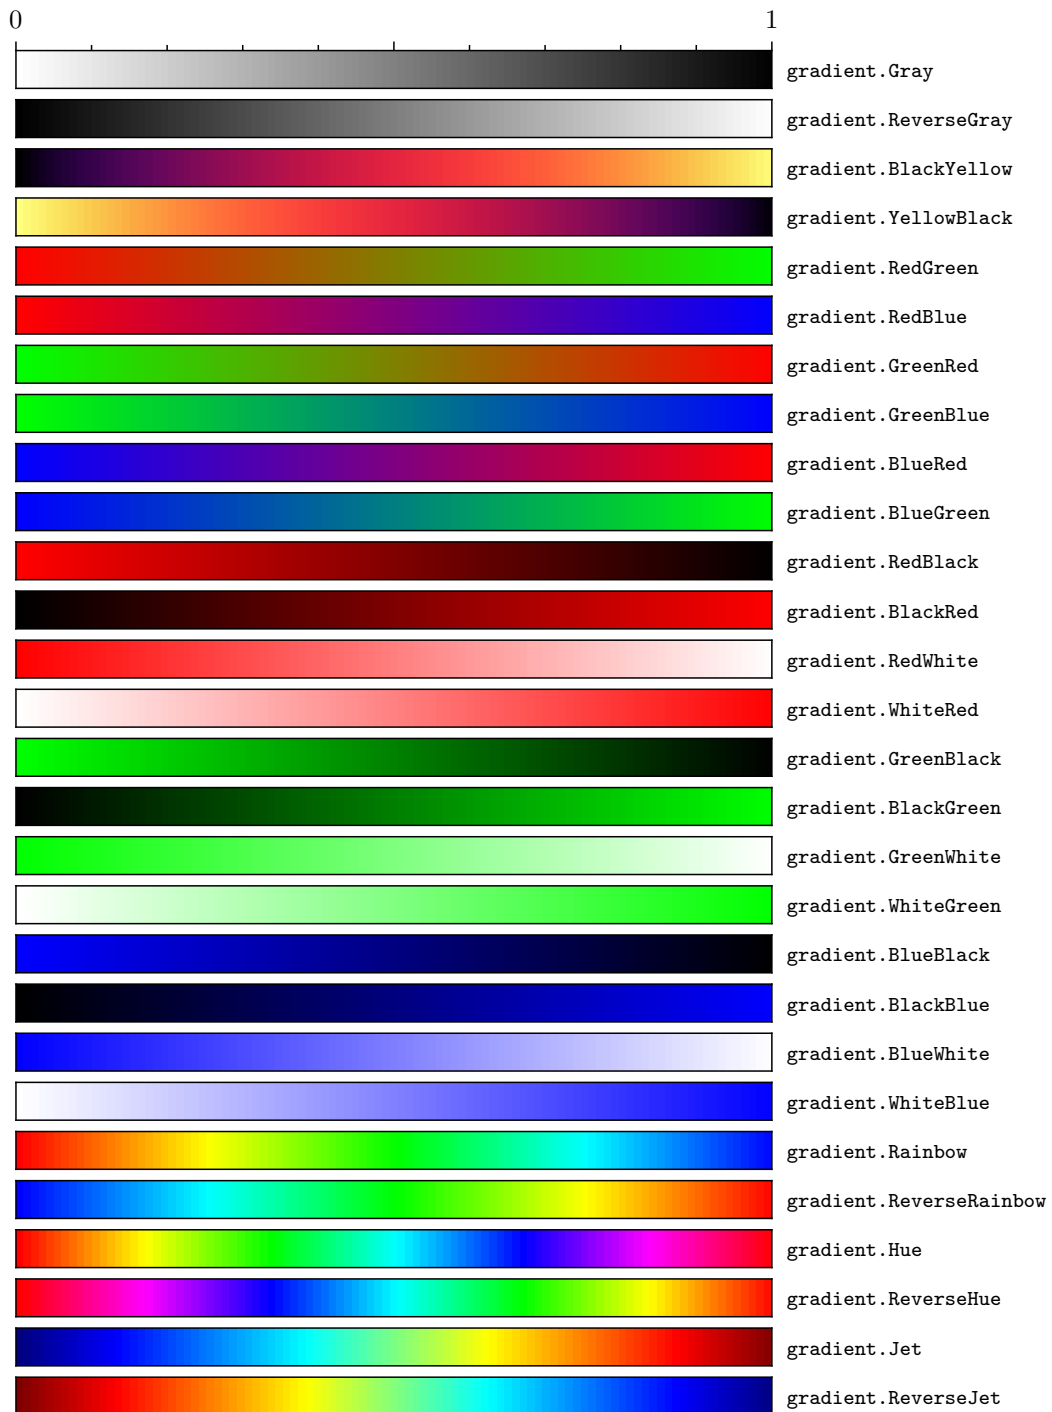 0 1
gradient.Gray
gradient.ReverseGray
gradient.BlackYellow
gradient.YellowBlack
gradient.RedGreen
gradient.RedBlue
gradient.GreenRed
gradient.GreenBlue
gradient.BlueRed
gradient.BlueGreen
gradient.RedBlack
gradient.BlackRed
gradient.RedWhite
gradient.WhiteRed
gradient.GreenBlack
gradient.BlackGreen
gradient.GreenWhite
gradient.WhiteGreen
gradient.BlueBlack
gradient.BlackBlue
gradient.BlueWhite
gradient.WhiteBlue
gradient.Rainbow
gradient.ReverseRainbow
gradient.Hue
gradient.ReverseHue
gradient.Jet
gradient.ReverseJet